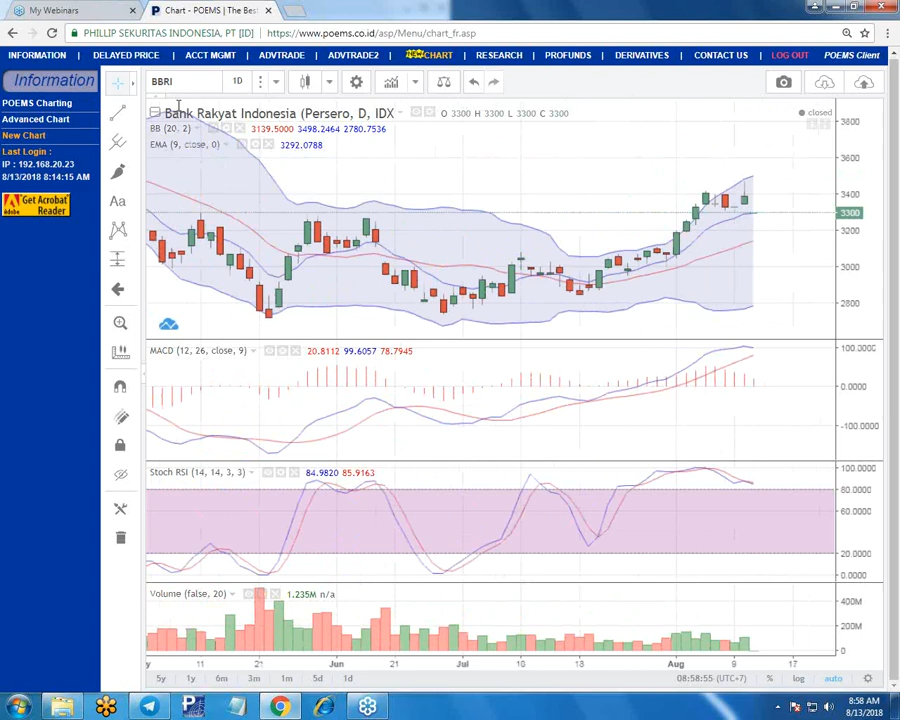 My Webinars
Chart - POEMS | The Bes
PHILLIP SEKURITAS INDONESIA, PT [ID]
https://www.poems.co.id/asp/Menu/chart_fr.asp
INFORMATION DELAYED PRICE ACCT MGMT ADVTRADE ADVTRADE2 NEW CHART RESEARCH PROFUNDS DERIVATIVES CONTACT US LOG OUT POEMS Client
Information
POEMS Charting
Advanced Chart
New Chart
Last Login :
IP : 192.168.20.23
8/13/2018 8:14:15 AM
Get Acrobat
Reader
Adobe
BBRI 1D
Bank Rakyat Indonesia (Persero, D, IDX O 3300 H 3300 L 3300 C 3300
closed
BB (20, 2) 3139.5000 3498.2464 2780.7536
EMA (9, close, 0) 3292.0788
Aa
3800
3600
3400
3300
3200
3000
2800
MACD (12, 26, close, 9) 20.8112 99.6057 78.7945
100.0000
0.0000
-100.0000
Stoch RSI (14, 14, 3, 3) 84.9820 85.9163
100.0000
80.0000
60.0000
20.0000
0.0000
Volume (false, 20) 1.235M n/a
400M
200M
0
y 11 21 Jun 21 Jul 10 18 Aug 9 17
5y 1y 6m 3m 1m 5d 1d
08:58:55 (UTC+7) % log auto
8:58 AM
8/13/2018